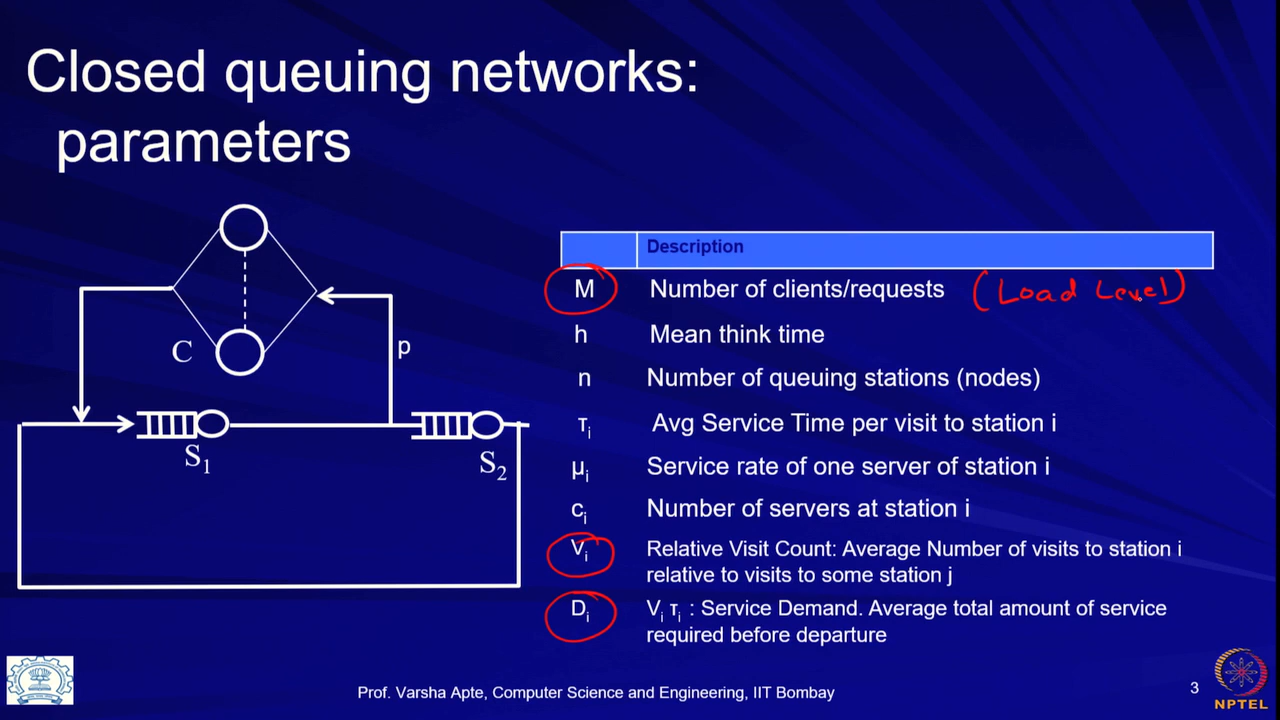 Closed queuing networks:
parameters
C
p
S1
S2
Description
M Number of clients/requests (Load Level)
h Mean think time
n Number of queuing stations (nodes)
τi Avg Service Time per visit to station i
μi Service rate of one server of station i
ci Number of servers at station i
Vi Relative Visit Count: Average Number of visits to station i
relative to visits to some station j
Di Vi τi : Service Demand. Average total amount of service
required before departure
Prof. Varsha Apte, Computer Science and Engineering, IIT Bombay
3
NPTEL